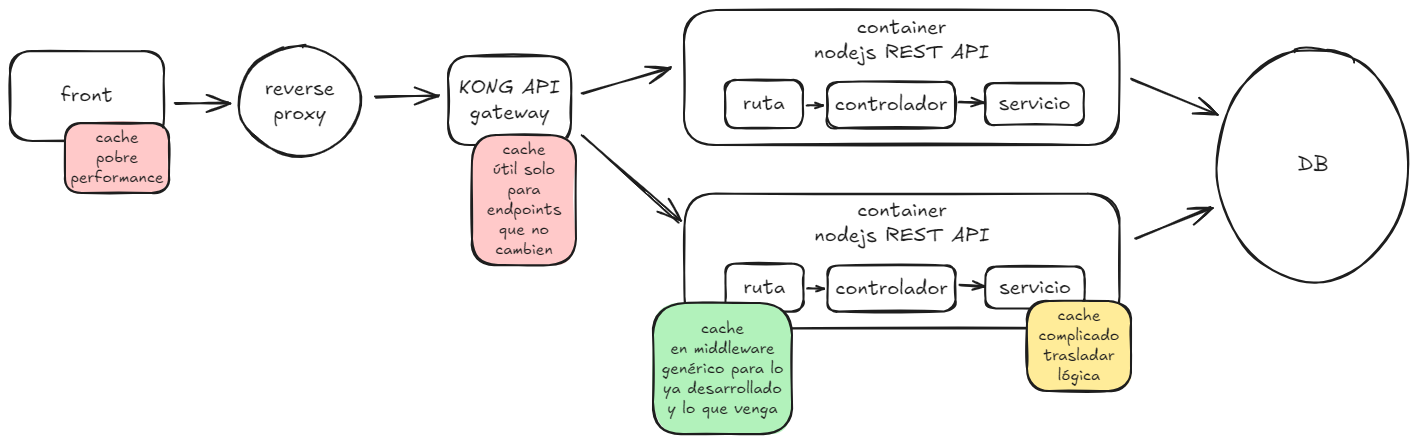 front
cache
pobre
performance
reverse
proxy
KONG API
gateway
cache
útil solo
para
endpoints
que no
cambien
container
nodejs REST API
ruta
controlador
servicio
container
nodejs REST API
ruta
controlador
servicio
cache
en middleware
genérico para lo
ya desarrollado
y lo que venga
cache
complicado
trasladar
lógica
DB